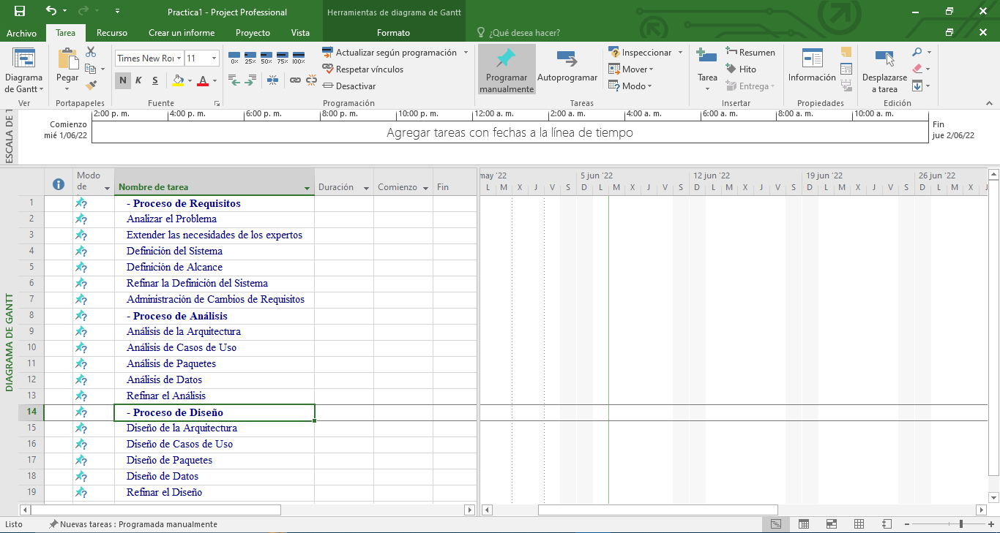 Practica1 - Project Professional
Herramientas de diagrama de Gantt
Archivo Tarea Recurso Crear un informe Proyecto Vista Formato ¿Qué desea hacer?
Diagrama de Gantt
Ver
Pegar
Portapapeles
Times New Ro 11
N K S A
Fuente
0% 25% 50% 75% 100%
Actualizar según programación
Respetar vínculos
Desactivar
Programación
Programar manualmente
Autoprogramar
Inspeccionar
Mover
Modo
Tareas
Tarea
Resumen
Hito
Entrega
Insertar
Información
Propiedades
Desplazarse a tarea
Edición
ESCALA DE T
Comienzo
mié 1/06/22
2:00 p. m. 4:00 p. m. 6:00 p. m. 8:00 p. m. 10:00 p. m. 12:00 a. m. 2:00 a. m. 4:00 a. m. 6:00 a. m. 8:00 a. m. 10:00 a. m.
Agregar tareas con fechas a la línea de tiempo
Fin
jue 2/06/22
DIAGRAMA DE GANTT
Modo de Nombre de tarea Duración Comienzo Fin
may '22 5 jun '22 12 jun '22 19 jun '22 26 jun '22
L M X J V S D L M X J V S D L M X J V S D L M X J V S D L M X J
1 - Proceso de Requisitos
2 Analizar el Problema
3 Extender las necesidades de los expertos
4 Definición del Sistema
5 Definición de Alcance
6 Refinar la Definición del Sistema
7 Administración de Cambios de Requisitos
8 - Proceso de Análisis
9 Análisis de la Arquitectura
10 Análisis de Casos de Uso
11 Análisis de Paquetes
12 Análisis de Datos
13 Refinar el Análisis
14 - Proceso de Diseño
15 Diseño de la Arquitectura
16 Diseño de Casos de Uso
17 Diseño de Paquetes
18 Diseño de Datos
19 Refinar el Diseño
Listo Nuevas tareas : Programada manualmente